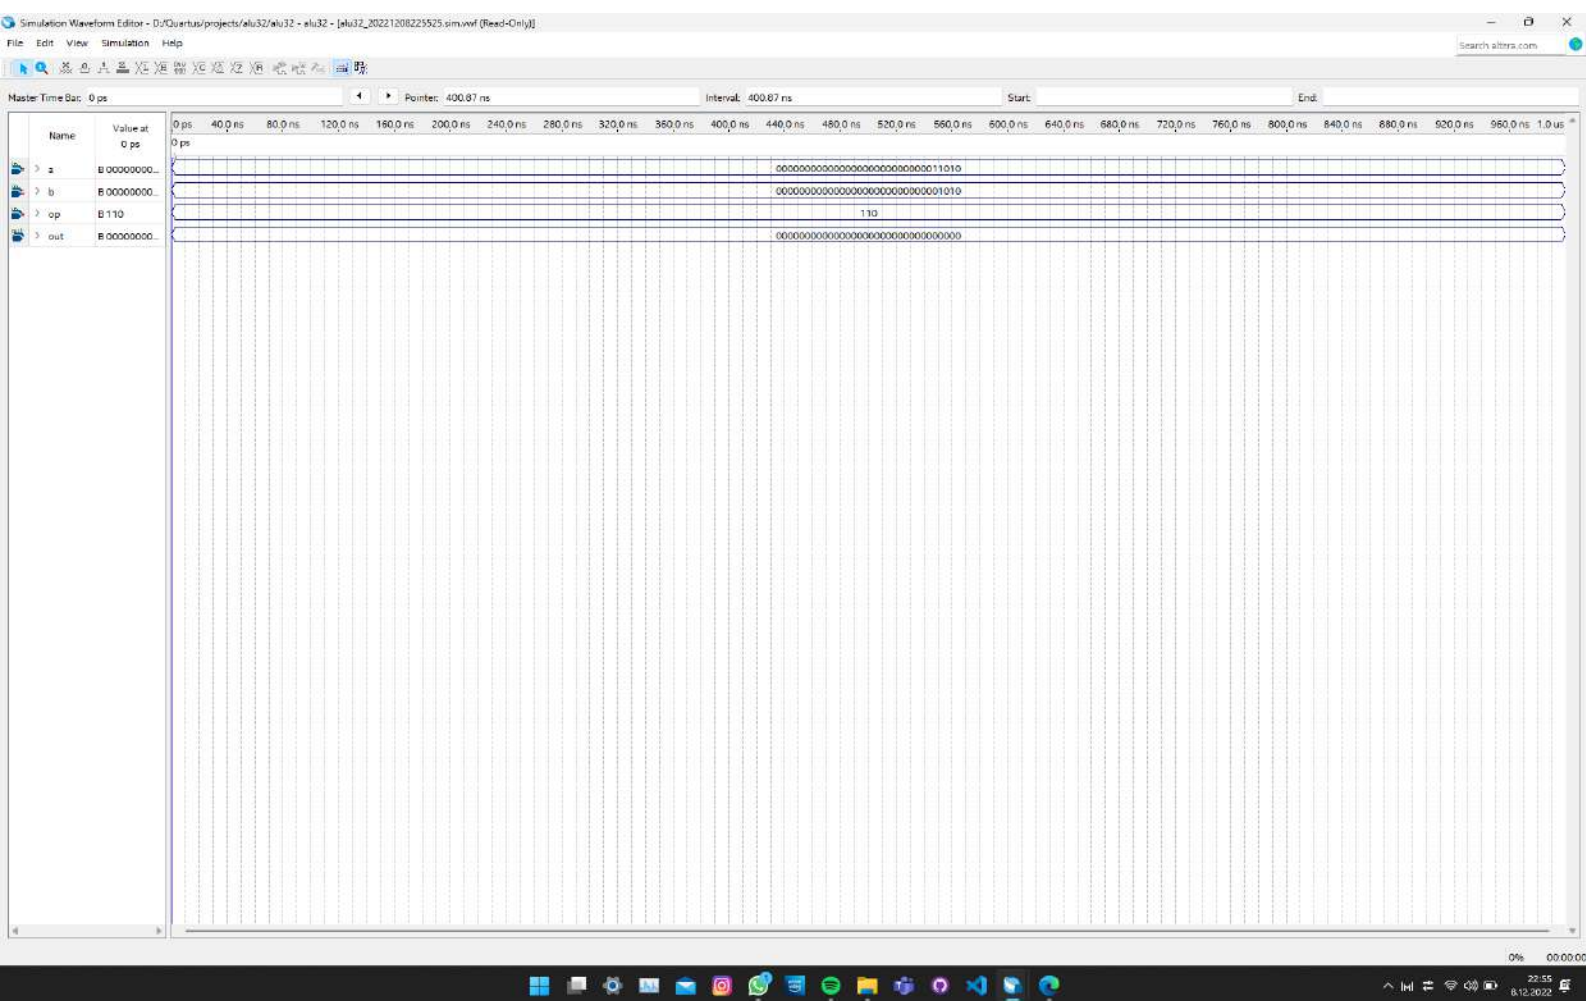 Simulation Waveform Editor - D:/Quartus/projects/alu32/alu32 - alu32 - [alu32_20221208225525.sim.vwf (Read-Only)]
File Edit View Simulation Help
Search altera.com
Master Time Bar: 0 ps Pointer: 400.87 ns Interval: 400.87 ns Start: End:
Name Value at 0 ps
0 ps 40.0 ns 80.0 ns 120.0 ns 160.0 ns 200.0 ns 240.0 ns 280.0 ns 320.0 ns 360.0 ns 400.0 ns 440.0 ns 480.0 ns 520.0 ns 560.0 ns 600.0 ns 640.0 ns 680.0 ns 720.0 ns 760.0 ns 800.0 ns 840.0 ns 880.0 ns 920.0 ns 960.0 ns 1.0 us
0 ps
a B 00000000... 00000000000000000000000000011010
b B 00000000... 00000000000000000000000000001010
op B 110 110
out B 00000000... 00000000000000000000000000000000
0% 00:00:00
22:55
8.12.2022